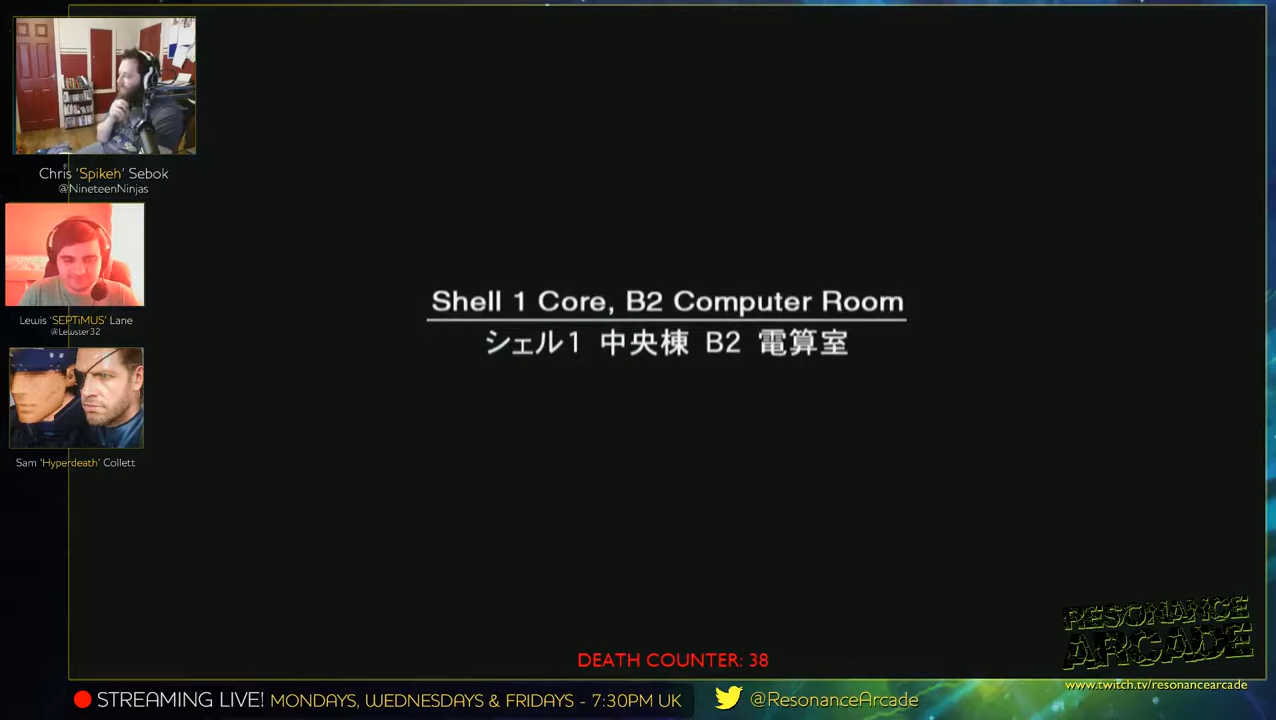 Chris 'Spikeh' Sebok
@NineteenNinjas
Lewis 'SEPTiMUS' Lane
@Lewster32
Sam 'Hyperdeath' Collett
Shell 1 Core, B2 Computer Room
シェル1 中央棟 B2 電算室
DEATH COUNTER: 38
RESONANCE
ARCADE
www.twitch.tv/resonancearcade
STREAMING LIVE! MONDAYS, WEDNESDAYS & FRIDAYS - 7:30PM UK
@ResonanceArcade